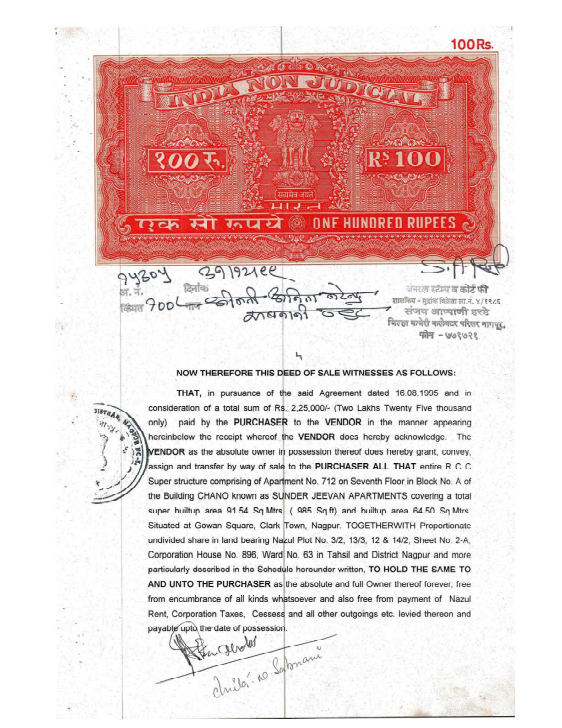 100Rs.
INDIA NON JUDICIAL
१०० रु.
Rs 100
सत्यमेव जयते
भारत
एक सौ रुपये
ONE HUNDRED RUPEES
दिनांक
अ. नं.
जनरल स्टॅम्प व कोर्ट फी
किंमत 700/- नाव
जिल्हा कचेरी कलेक्टर परिसर नागपूर.
NOW THEREFORE THIS DEED OF SALE WITNESSES AS FOLLOWS:
THAT, in pursuance of the said Agreement dated 16.08.1995 and in
consideration of a total sum of Rs. 2,25,000/- (Two Lakhs Twenty Five thousand
only) paid by the PURCHASER to the VENDOR in the manner appearing
hereinbelow the receipt whereof the VENDOR does hereby acknowledge. The
VENDOR as the absolute owner in possession thereof does hereby grant, convey,
assign and transfer by way of sale to the PURCHASER ALL THAT entire R C C
Super structure comprising of Apartment No. 712 on Seventh Floor in Block No. A of
the Building CHANO known as SUNDER JEEVAN APARTMENTS covering a total
super builtup area 91.54 Sq.Mtrs. ( 985 Sq.ft) and builtup area 64.50 Sq.Mtrs.
Situated at Gowan Square, Clark Town, Nagpur. TOGETHERWITH Proportionate
undivided share in land bearing Nazul Plot No. 3/2, 13/3, 12 & 14/2, Sheet No. 2-A,
Corporation House No. 896, Ward No. 63 in Tahsil and District Nagpur and more
particularly described in the Schedule hereunder written, TO HOLD THE SAME TO
AND UNTO THE PURCHASER as the absolute and full Owner thereof forever, free
from encumbrance of all kinds whatsoever and also free from payment of Nazul
Rent, Corporation Taxes, Cessess and all other outgoings etc. levied thereon and
payable upto the date of possession.